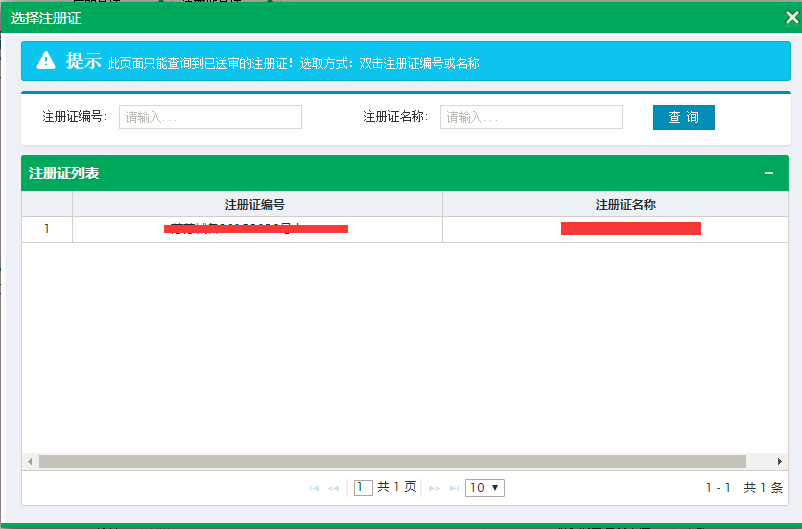 选择注册证
提示 此页面只能查询到已送审的注册证！选取方式：双击注册证编号或名称
注册证编号： 请输入... 注册证名称： 请输入... 查 询
注册证列表
注册证编号 注册证名称
1
1 共 1 页 10
1 - 1 共 1 条